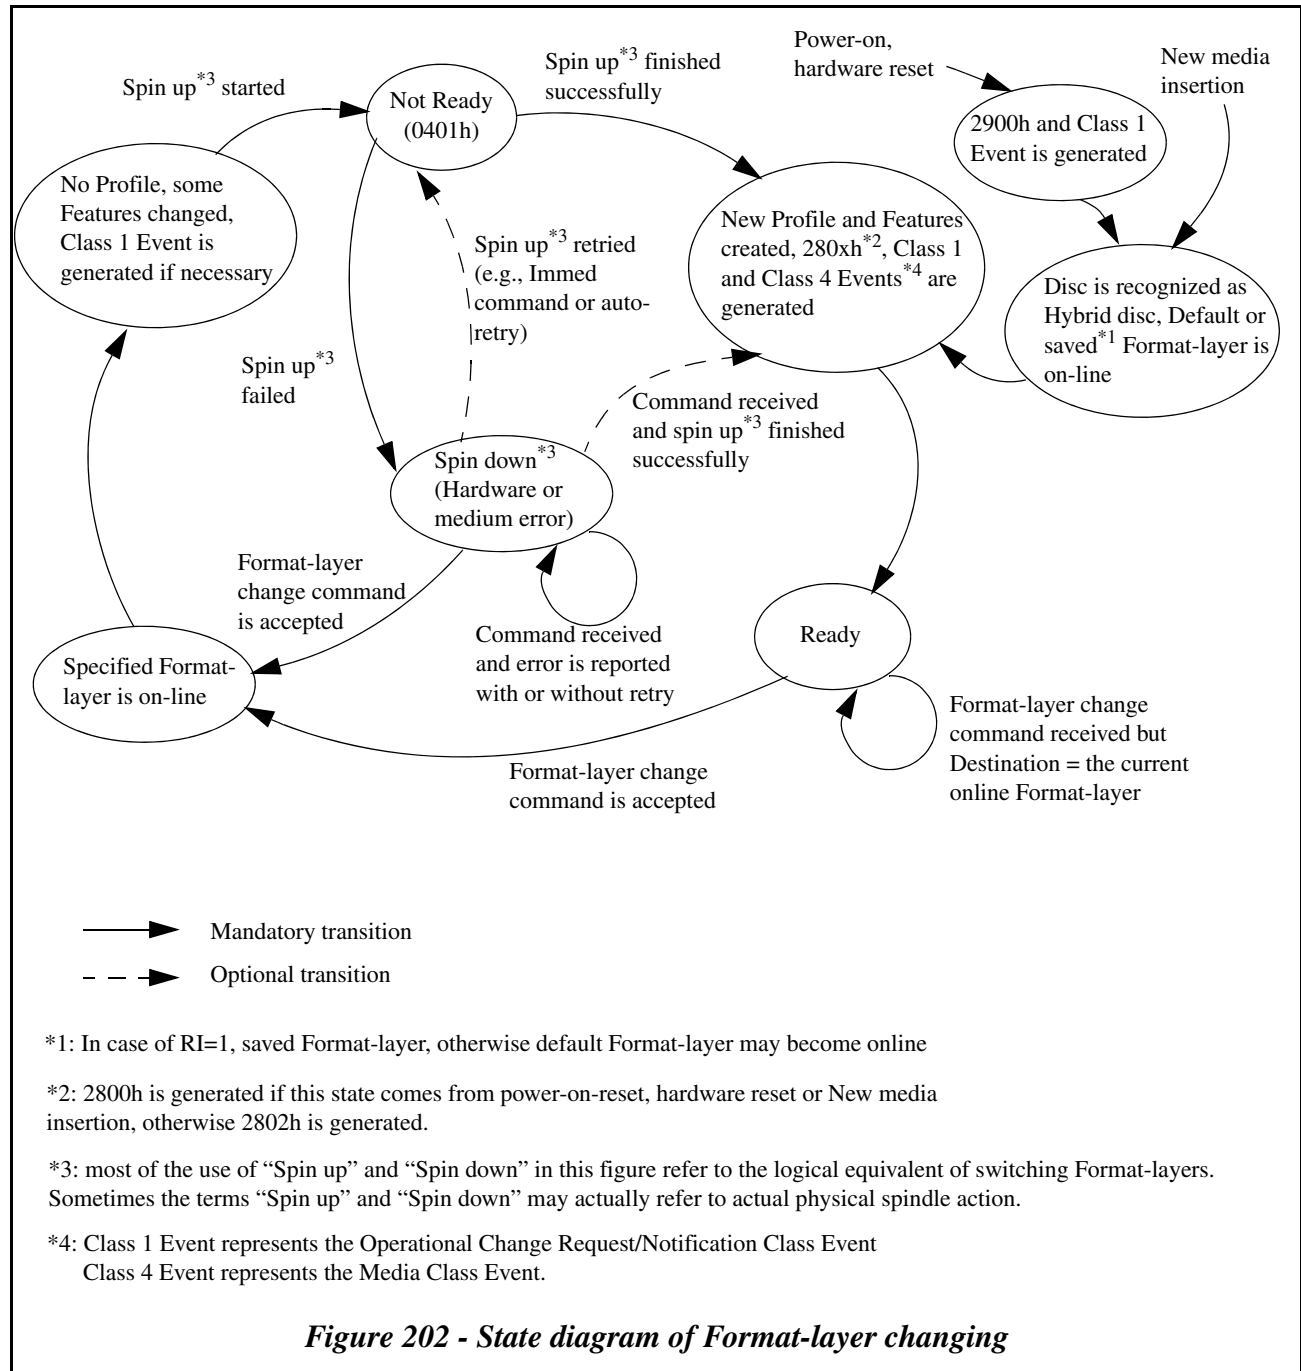 Power-on,
hardware reset
New media
insertion
Spin up*3 finished
successfully
Spin up*3 started
Not Ready
(0401h)
2900h and Class 1
Event is generated
No Profile, some
Features changed,
Class 1 Event is
generated if necessary
New Profile and Features
created, 280xh*2, Class 1
and Class 4 Events*4 are
generated
Spin up*3 retried
(e.g., Immed
command or auto-
retry)
Disc is recognized as
Hybrid disc, Default or
saved*1 Format-layer is
on-line
Spin up*3
failed
Command received
and spin up*3 finished
successfully
Spin down*3
(Hardware or
medium error)
Format-layer
change command
is accepted
Command received
and error is reported
with or without retry
Ready
Specified Format-
layer is on-line
Format-layer change
command received but
Destination = the current
online Format-layer
Format-layer change
command is accepted
Mandatory transition
Optional transition
*1: In case of RI=1, saved Format-layer, otherwise default Format-layer may become online
*2: 2800h is generated if this state comes from power-on-reset, hardware reset or New media
insertion, otherwise 2802h is generated.
*3: most of the use of “Spin up” and “Spin down” in this figure refer to the logical equivalent of switching Format-layers.
Sometimes the terms “Spin up” and “Spin down” may actually refer to actual physical spindle action.
*4: Class 1 Event represents the Operational Change Request/Notification Class Event
Class 4 Event represents the Media Class Event.
Figure 202 - State diagram of Format-layer changing